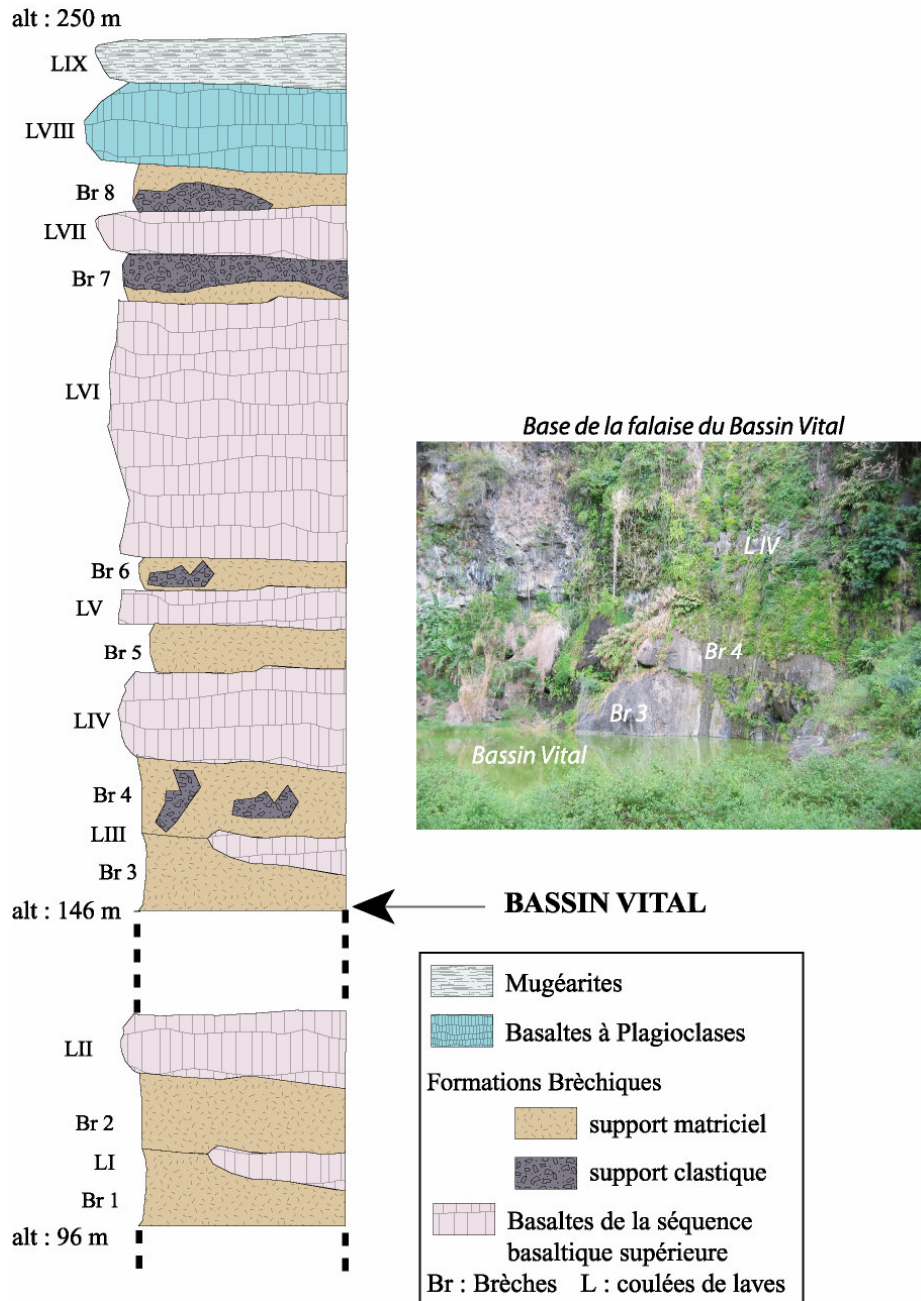 alt : 250 m
LIX
LVIII
Br 8
LVII
Br 7
LVI
Br 6
LV
Br 5
LIV
Br 4
LIII
Br 3
alt : 146 m
BASSIN VITAL
LII
Br 2
LI
Br 1
alt : 96 m
Base de la falaise du Bassin Vital
L IV
Br 4
Br 3
Bassin Vital
Mugéarites
Basaltes à Plagioclases
Formations Brèchiques
support matriciel
support clastique
Basaltes de la séquence
basaltique supérieure
Br : Brèches L : coulées de laves